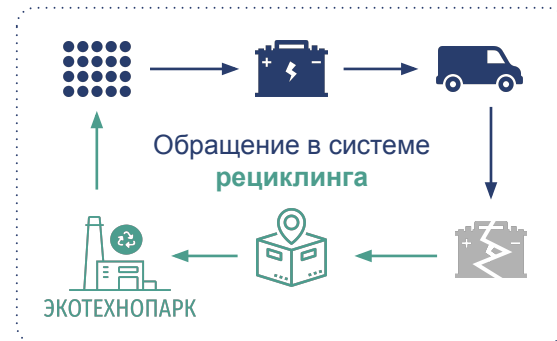 Обращение в системе
рециклинга
ЭКОТЕХНОПАРК